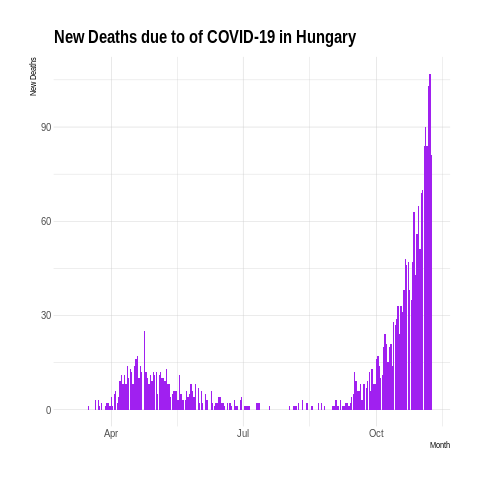 New Deaths due to of COVID-19 in Hungary
New Deaths
90
60
30
0
Apr
Jul
Oct
Month